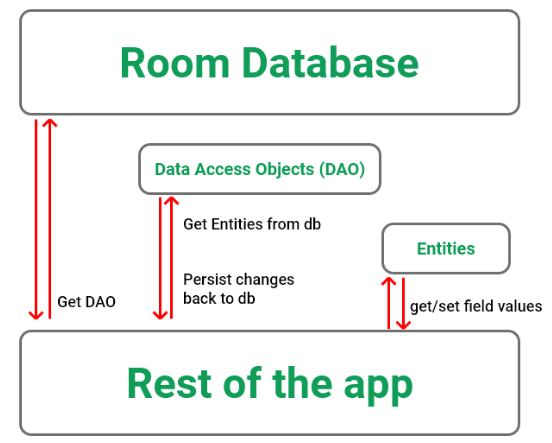 Room Database
Data Access Objects (DAO)
Get Entities from db
Entities
Persist changes
back to db
Get DAO
get/set field values
Rest of the app